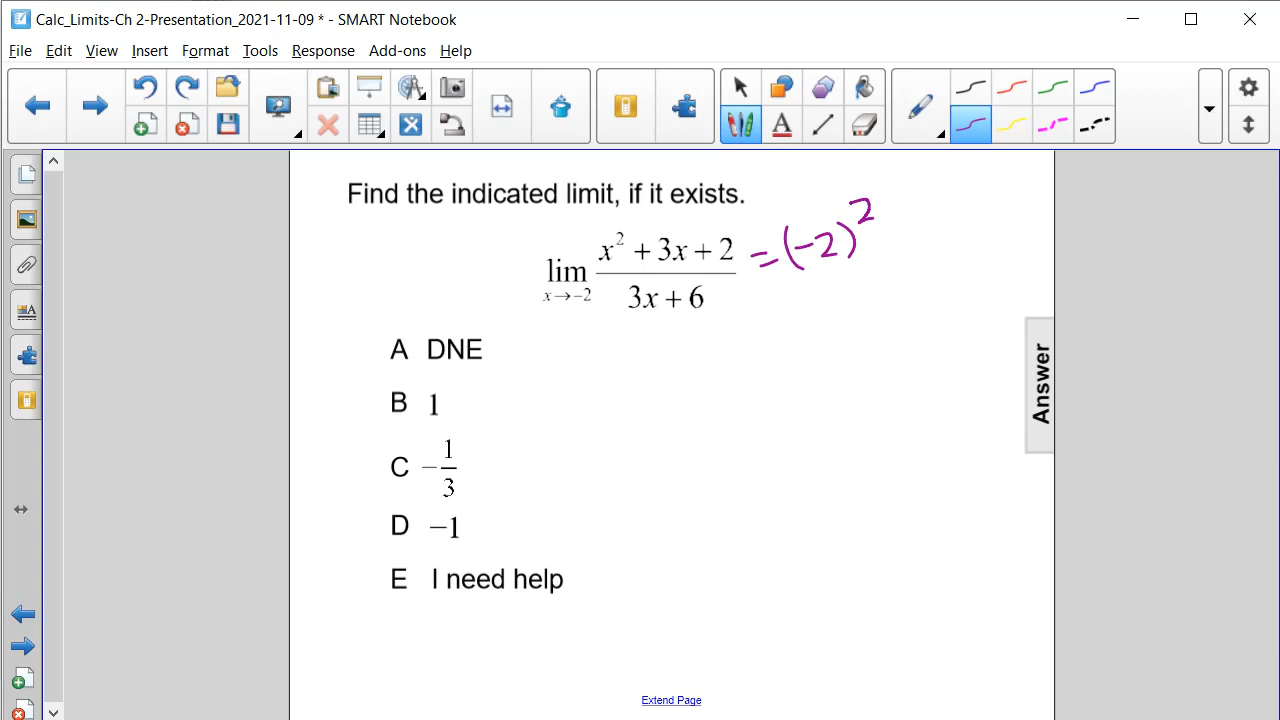 Calc_Limits-Ch 2-Presentation_2021-11-09 * - SMART Notebook
File Edit View Insert Format Tools Response Add-ons Help
Find the indicated limit, if it exists.
lim x→-2 (x² + 3x + 2)/(3x + 6) = (-2)²
A DNE
B 1
C -1/3
D -1
E I need help
Answer
Extend Page